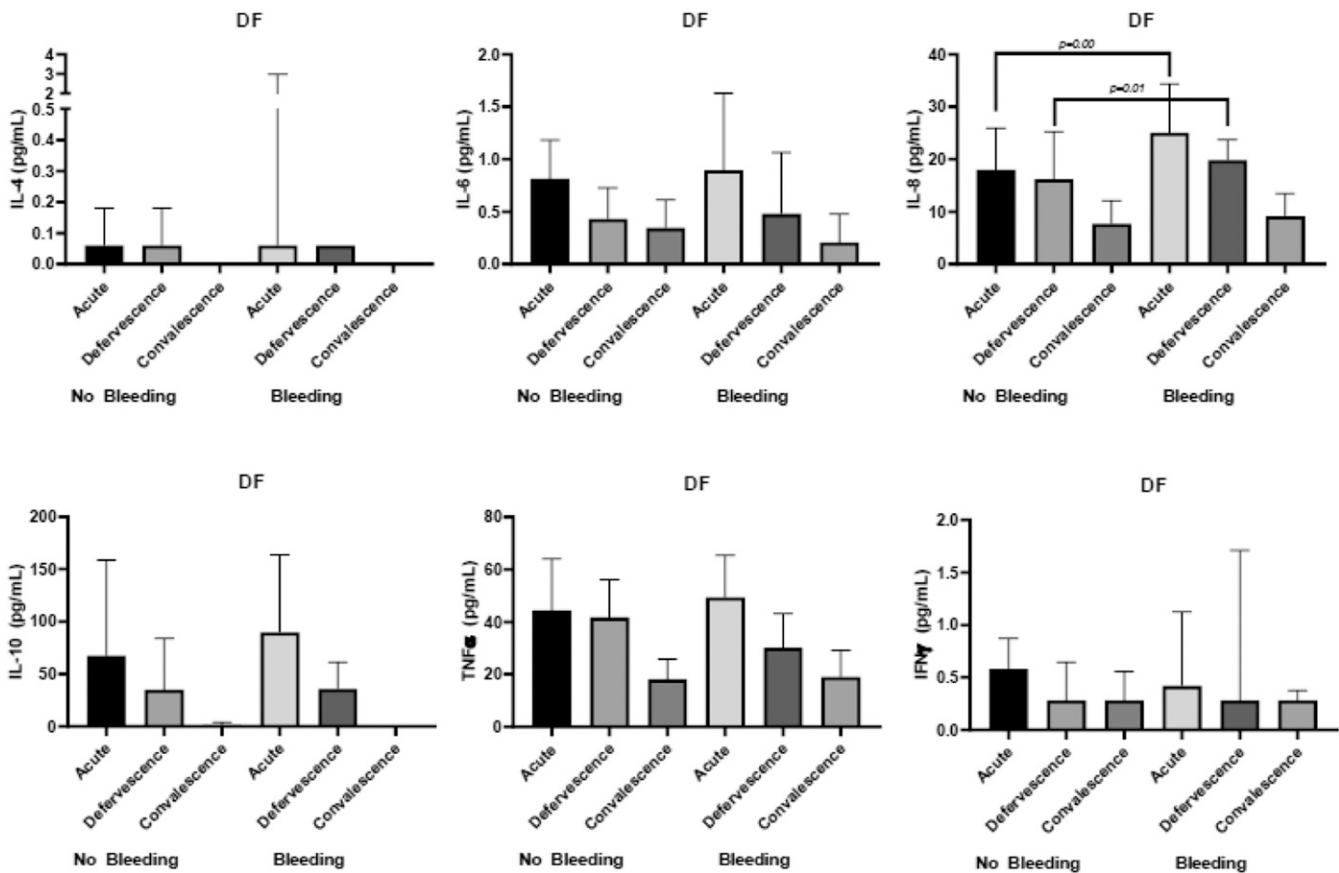 DF
IL-4 (pg/mL)
4
3
2
0.5
0.4
0.3
0.2
0.1
0.0
Acute
Defervescence
Convalescence
Acute
Defervescence
Convalescence
No Bleeding
Bleeding
DF
IL-6 (pg/mL)
2.0
1.5
1.0
0.5
0.0
Acute
Defervescence
Convalescence
Acute
Defervescence
Convalescence
No Bleeding
Bleeding
DF
IL-8 (pg/mL)
40
30
20
10
0
p=0.00
p=0.01
Acute
Defervescence
Convalescence
Acute
Defervescence
Convalescence
No Bleeding
Bleeding
DF
IL-10 (pg/mL)
200
150
100
50
0
Acute
Defervescence
Convalescence
Acute
Defervescence
Convalescence
No Bleeding
Bleeding
DF
TNFα (pg/mL)
80
60
40
20
0
Acute
Defervescence
Convalescence
Acute
Defervescence
Convalescence
No Bleeding
Bleeding
DF
IFNγ (pg/mL)
2.0
1.5
1.0
0.5
0.0
Acute
Defervescence
Convalescence
Acute
Defervescence
Convalescence
No Bleeding
Bleeding